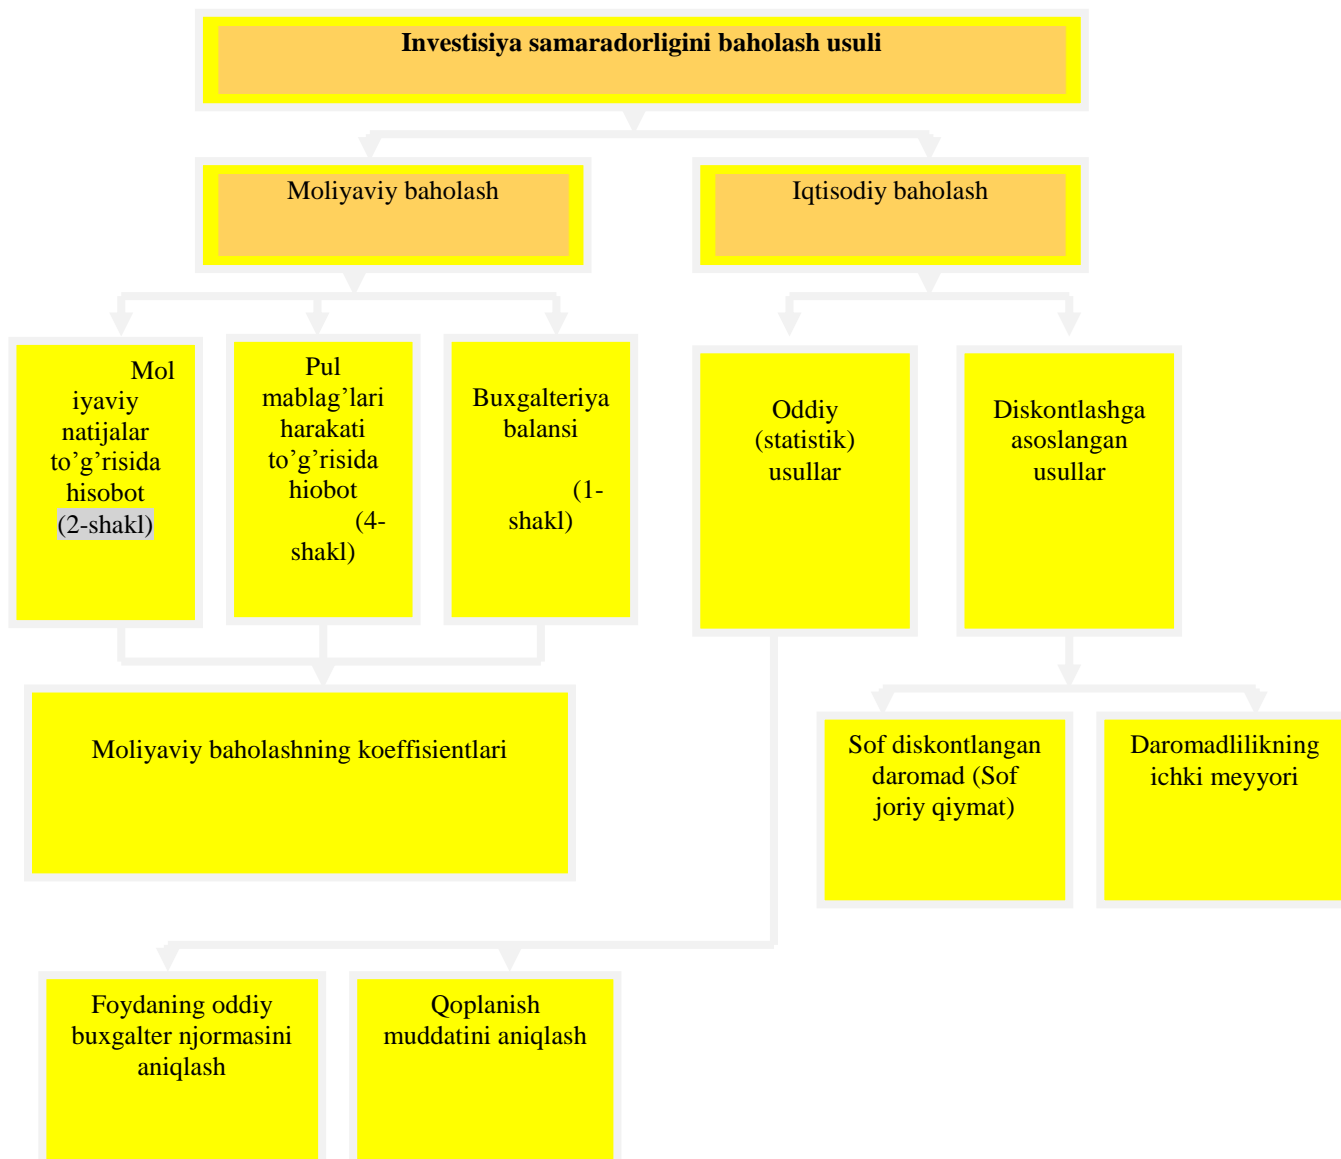 Investisiya samaradorligini baholash usuli
Moliyaviy baholash
Iqtisodiy baholash
Mol
iyaviy
natijalar
to’g’risida
hisobot
(2-shakl)
Pul
mablag’lari
harakati
to’g’risida
hiobot
(4-
shakl)
Buxgalteriya
balansi
(1-
shakl)
Oddiy
(statistik)
usullar
Diskontlashga
asoslangan
usullar
Moliyaviy baholashning koeffisientlari
Sof diskontlangan
daromad (Sof
joriy qiymat)
Daromadlilikning
ichki meyyori
Foydaning oddiy
buxgalter njormasini
aniqlash
Qoplanish
muddatini aniqlash